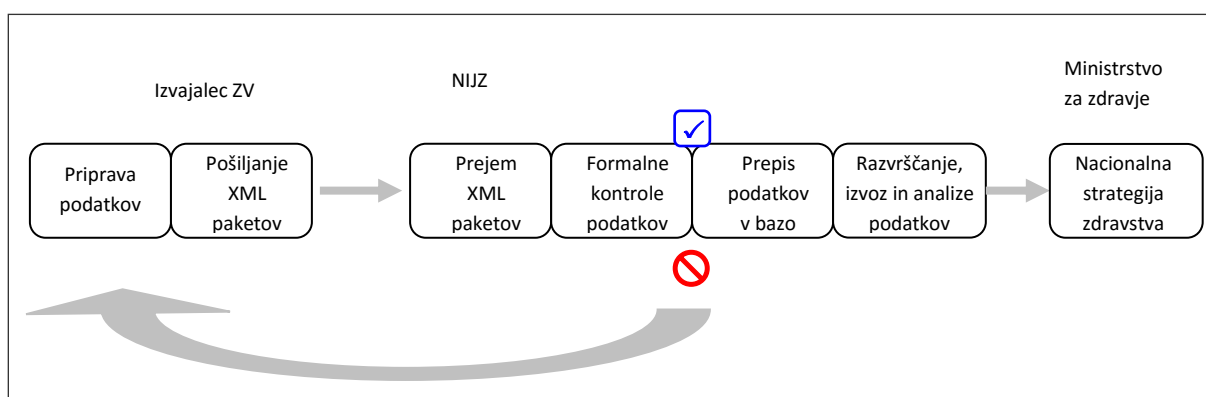 Izvajalec ZV
NIJZ
Ministrstvo
za zdravje
Priprava
podatkov
Pošiljanje
XML
paketov
Prejem
XML
paketov
Formalne
kontrole
podatkov
Prepis
podatkov
v bazo
Razvrščanje,
izvoz in analize
podatkov
Nacionalna
strategija
zdravstva